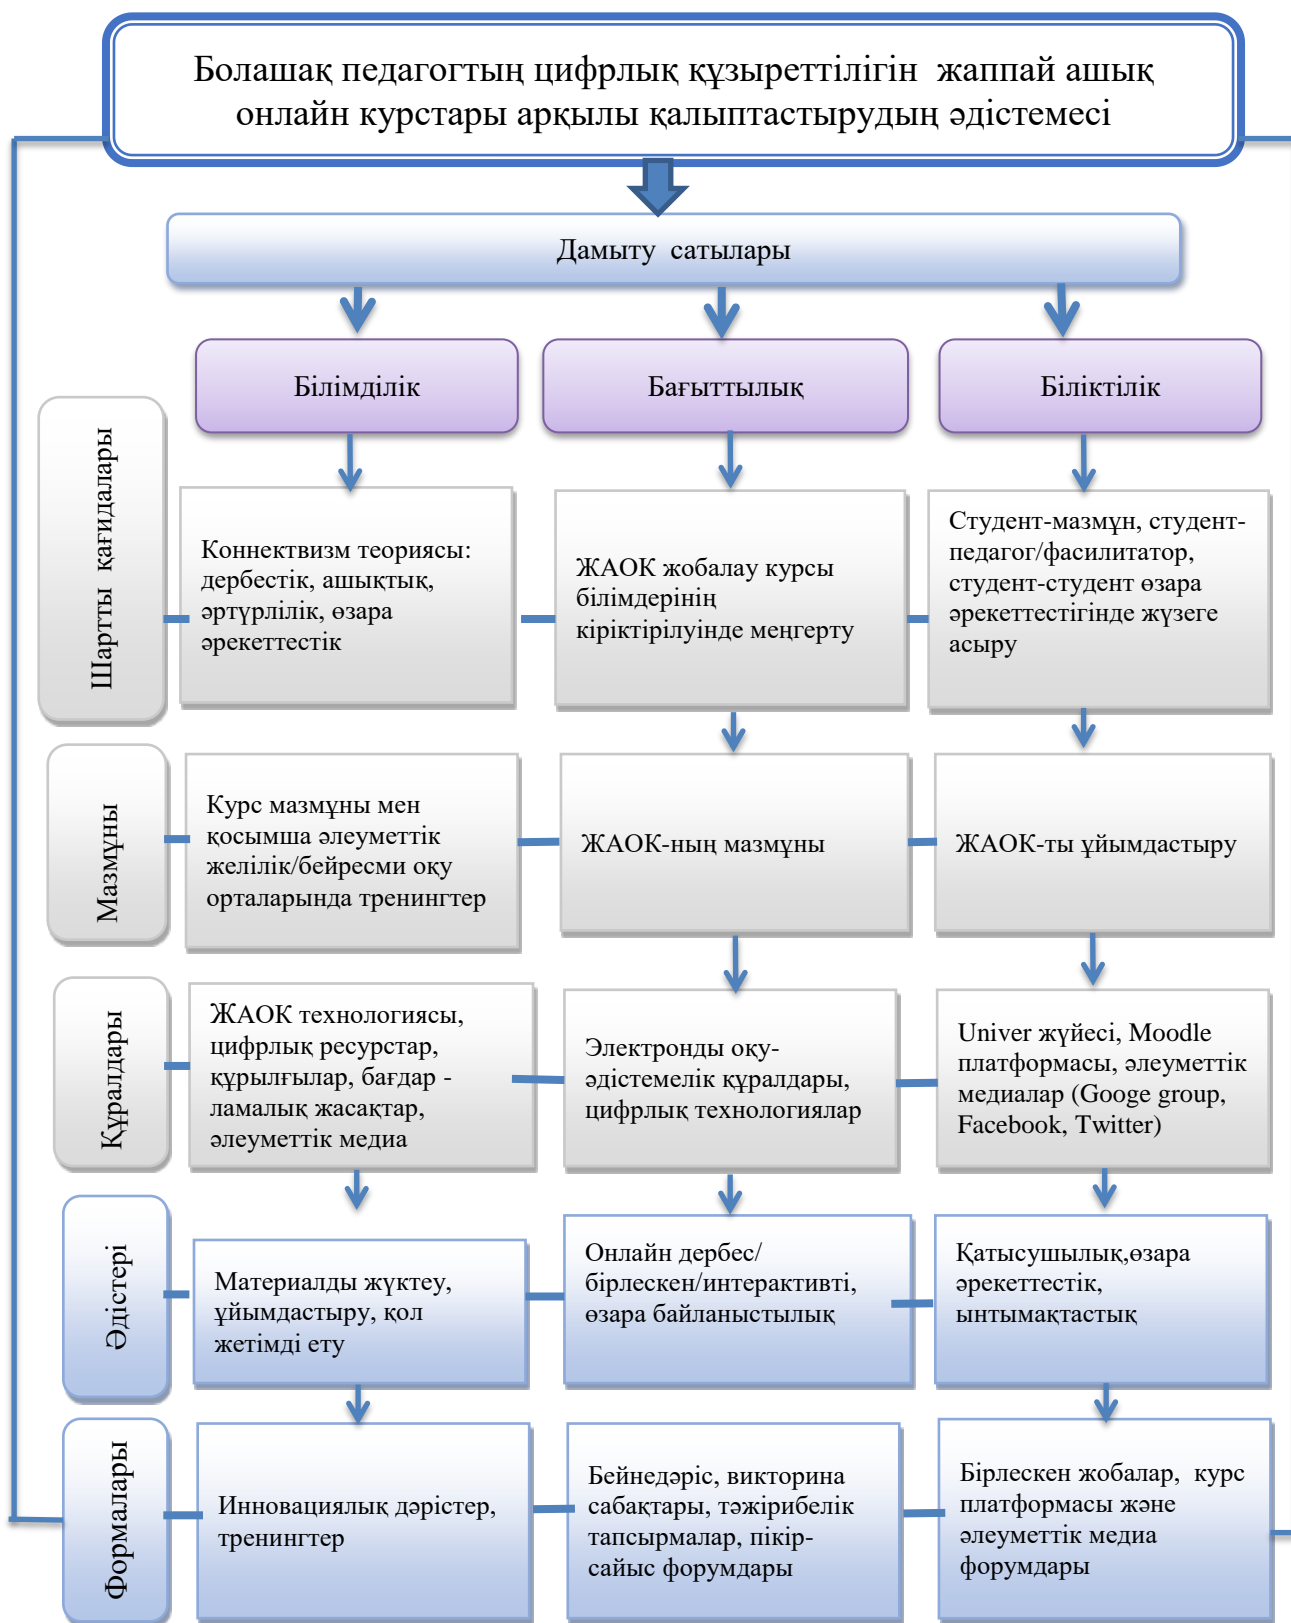 Болашақ педагогтың цифрлық құзыреттілігін жаппай ашық
онлайн курстары арқылы қалыптастырудың әдістемесі
Дамыту сатылары
Білімділік
Бағыттылық
Біліктілік
Шартты қағидалары
Коннектвизм теориясы:
дербестік, ашықтық,
әртүрлілік, өзара
әрекеттестік
ЖАОК жобалау курсы
білімдерінің
кіріктірілуінде меңгерту
Студент-мазмұн, студент-
педагог/фасилитатор,
студент-студент өзара
әрекеттестігінде жүзеге
асыру
Мазмұны
Курс мазмұны мен
қосымша әлеуметтік
желілік/бейресми оқу
орталарында тренингтер
ЖАОК-ның мазмұны
ЖАОК-ты ұйымдастыру
Құралдары
ЖАОК технологиясы,
цифрлық ресурстар,
құрылғылар, бағдар -
ламалық жасақтар,
әлеуметтік медиа
Электронды оқу-
әдістемелік құралдары,
цифрлық технологиялар
Univer жүйесі, Moodle
платформасы, әлеуметтік
медиалар (Googe group,
Facebook, Twitter)
Әдістері
Материалды жүктеу,
ұйымдастыру, қол
жетімді ету
Онлайн дербес/
бірлескен/интерактивті,
өзара байланыстылық
Қатысушылық,өзара
әрекеттестік,
ынтымақтастық
Формалары
Инновациялық дәрістер,
тренингтер
Бейнедәріс, викторина
сабақтары, тәжірибелік
тапсырмалар, пікір-
сайыс форумдары
Бірлескен жобалар, курс
платформасы және
әлеуметтік медиа
форумдары